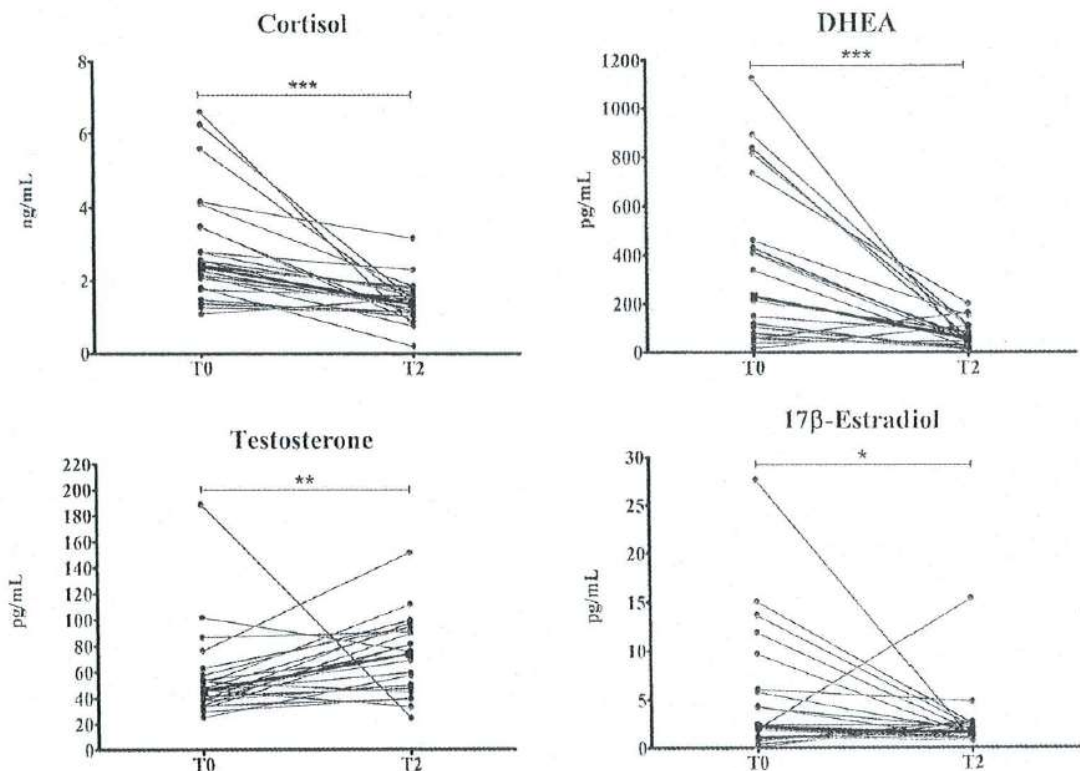 Cortisol
8
***
6
ng/mL
4
2
0
T0
T2
DHEA
1200
***
1000
800
pg/mL
600
400
200
0
T0
T2
Testosterone
220
200
**
180
160
140
pg/mL
120
100
80
60
40
20
0
T0
T2
17β-Estradiol
30
*
25
20
pg/mL
15
10
5
0
T0
T2